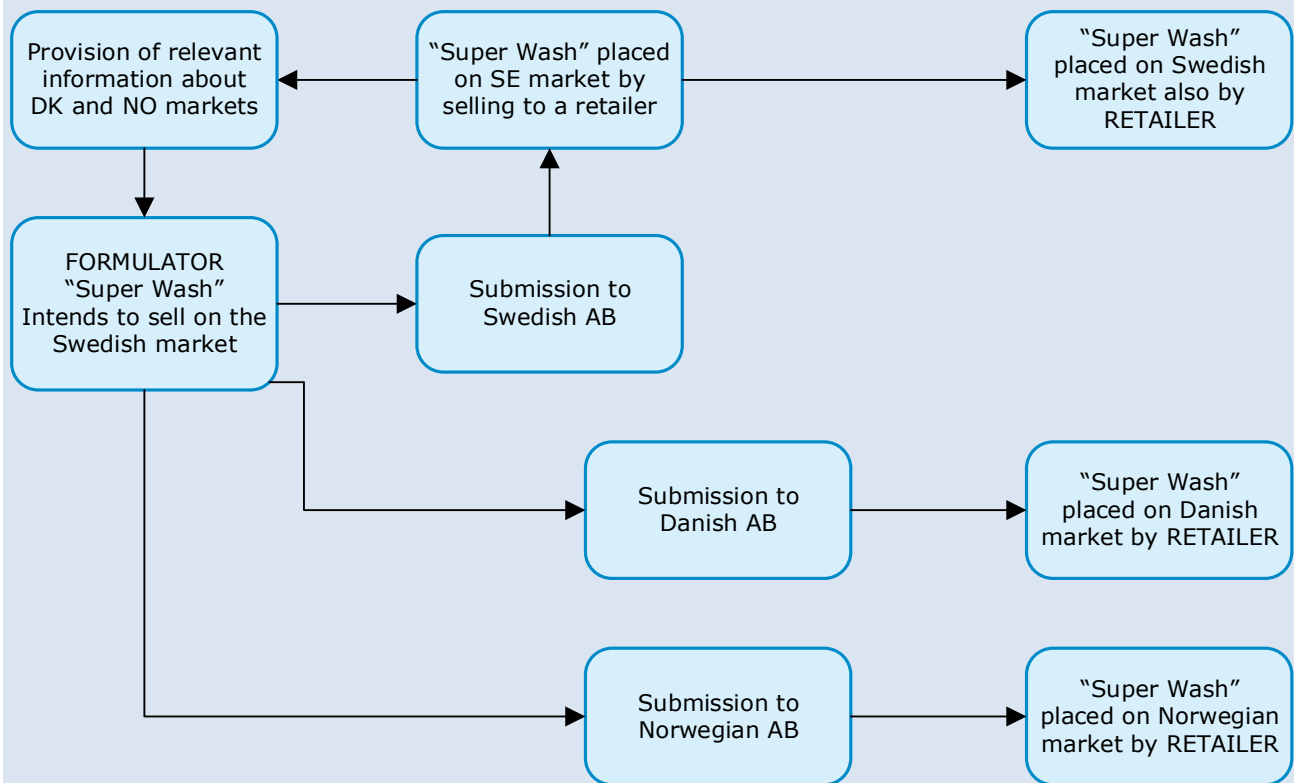 Provision of relevant
information about
DK and NO markets
“Super Wash” placed
on SE market by
selling to a retailer
“Super Wash”
placed on Swedish
market also by
RETAILER
FORMULATOR
“Super Wash”
Intends to sell on the
Swedish market
Submission to
Swedish AB
Submission to
Danish AB
“Super Wash”
placed on Danish
market by RETAILER
Submission to
Norwegian AB
“Super Wash”
placed on Norwegian
market by RETAILER